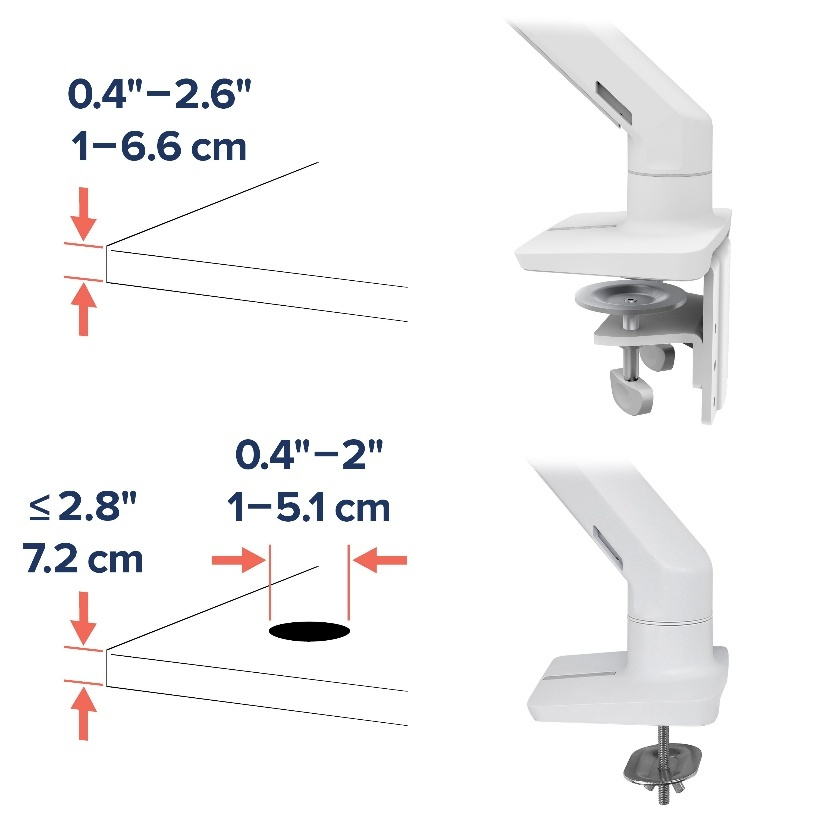 0.4"–2.6"
1–6.6 cm
0.4"–2"
1–5.1 cm
≤ 2.8"
7.2 cm